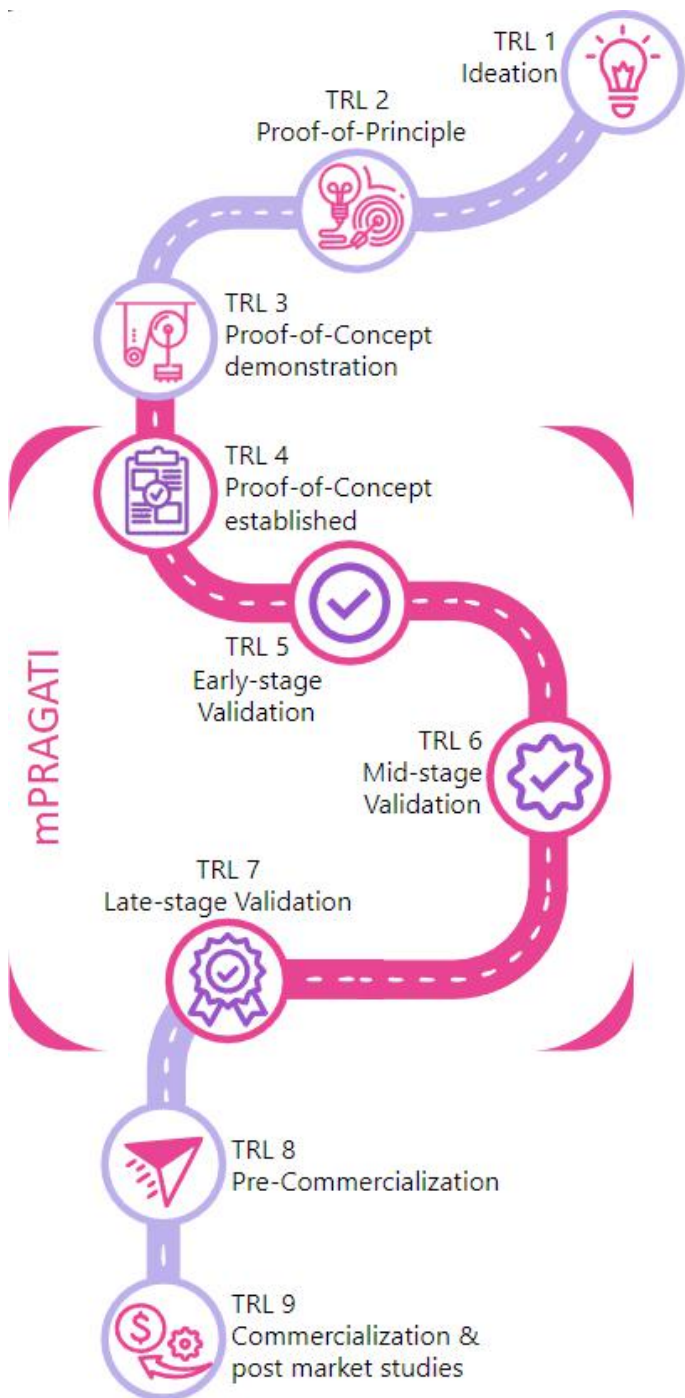 TRL 1
Ideation
TRL 2
Proof-of-Principle
TRL 3
Proof-of-Concept
demonstration
TRL 4
Proof-of-Concept
established
TRL 5
Early-stage
Validation
mPRAGATI
TRL 6
Mid-stage
Validation
TRL 7
Late-stage Validation
TRL 8
Pre-Commercialization
TRL 9
Commercialization &
post market studies
$